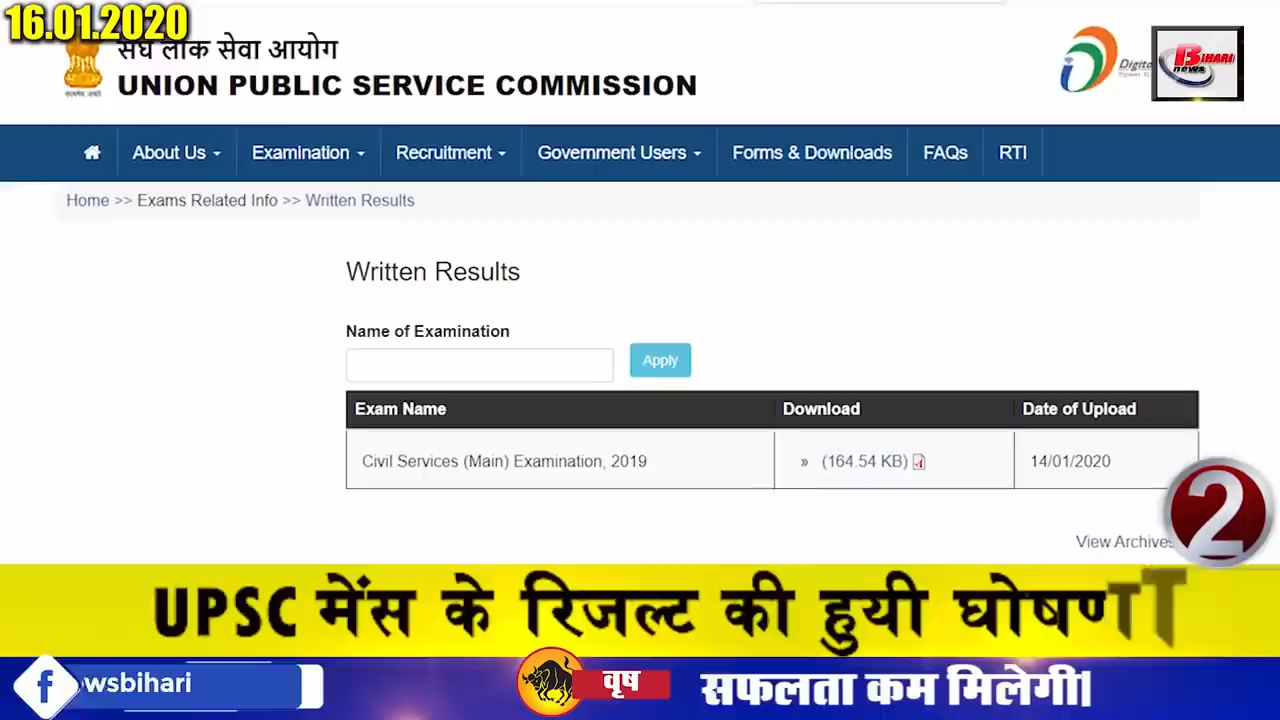 16.01.2020
संघ लोक सेवा आयोग
UNION PUBLIC SERVICE COMMISSION
BIHARI
news
About Us
Examination
Recruitment
Government Users
Forms & Downloads
FAQs
RTI
Home >> Exams Related Info >> Written Results
Written Results
Name of Examination
Apply
Exam Name Download Date of Upload
Civil Services (Main) Examination, 2019 » (164.54 KB) 14/01/2020
View Archives
2
UPSC मेंस के रिजल्ट की हुयी घोषणा
f wsbihari
वृष
सफलता कम मिलेगी।